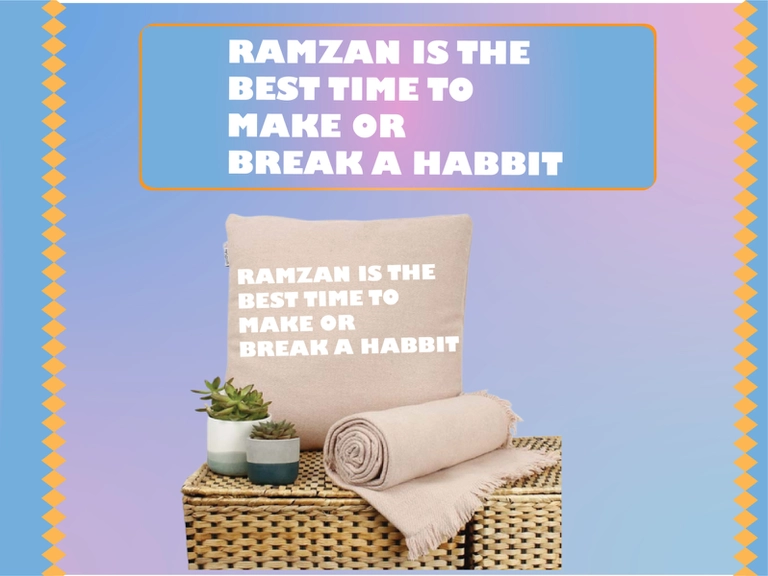 RAMZAN IS THE
BEST TIME TO
MAKE OR
BREAK A HABBIT
RAMZAN IS THE
BEST TIME TO
MAKE OR
BREAK A HABBIT